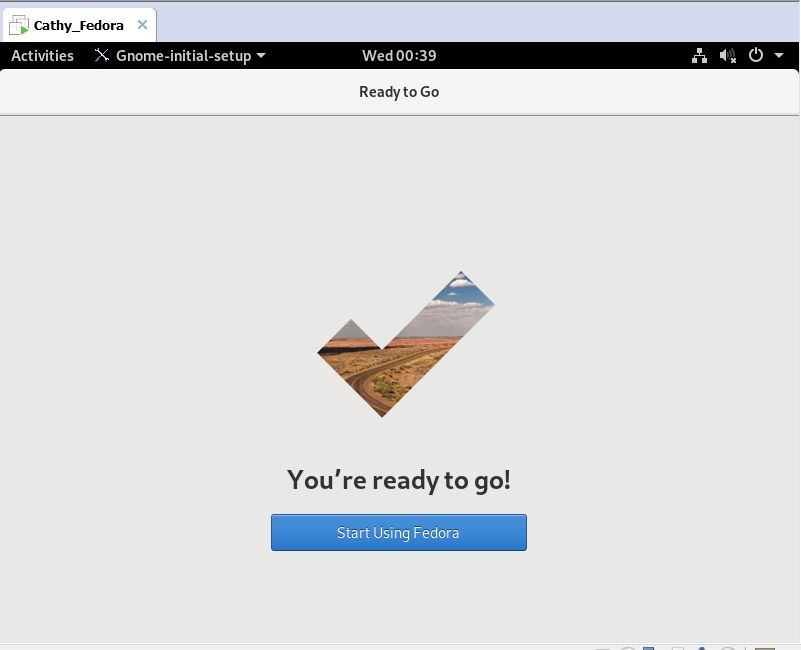 Cathy_Fedora
Activities Gnome-initial-setup Wed 00:39
Ready to Go
You're ready to go!
Start Using Fedora